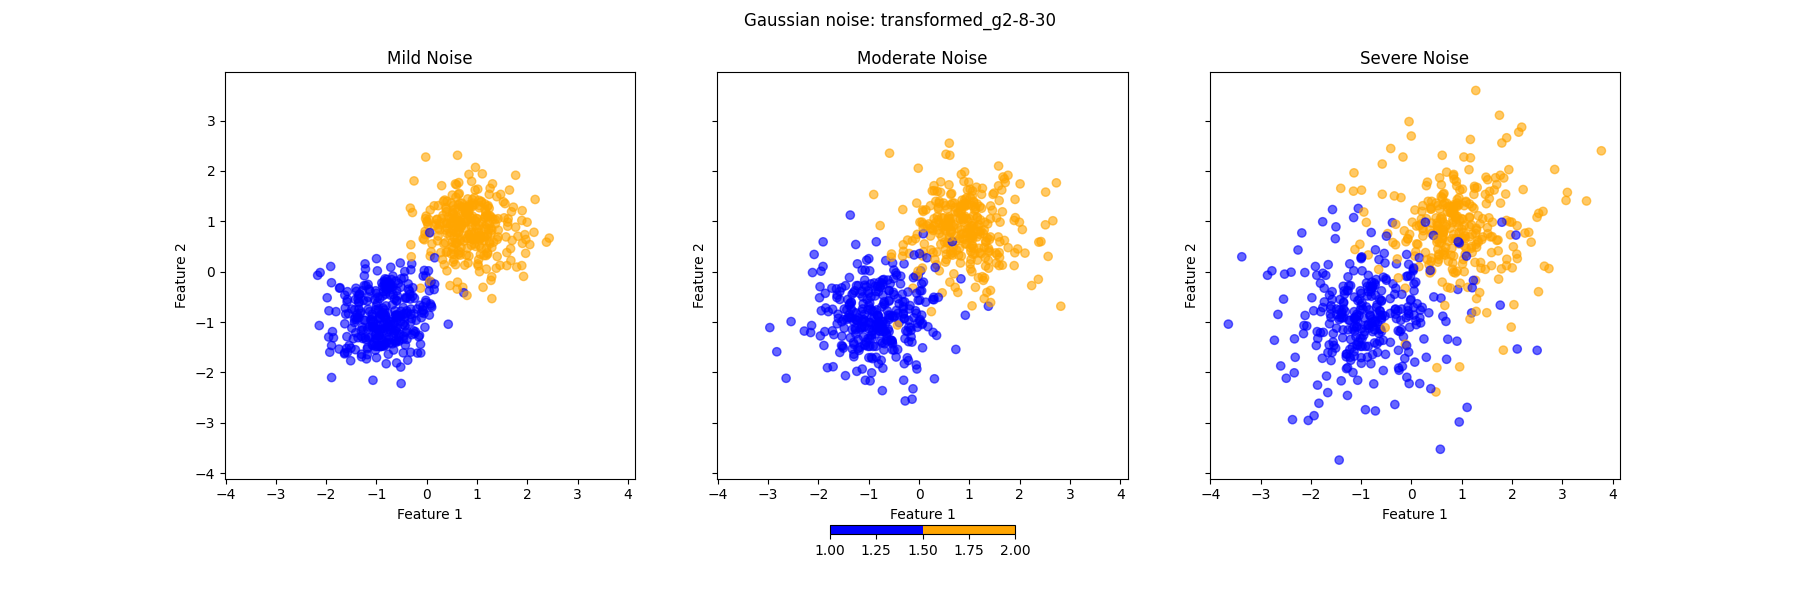 Gaussian noise: transformed_g2-8-30
Mild Noise
Moderate Noise
Severe Noise
Feature 2
3
2
1
0
−1
−2
−3
−4
−4 −3 −2 −1 0 1 2 3 4
Feature 1
Feature 2
−4 −3 −2 −1 0 1 2 3 4
Feature 1
Feature 2
−4 −3 −2 −1 0 1 2 3 4
Feature 1
1.00 1.25 1.50 1.75 2.00